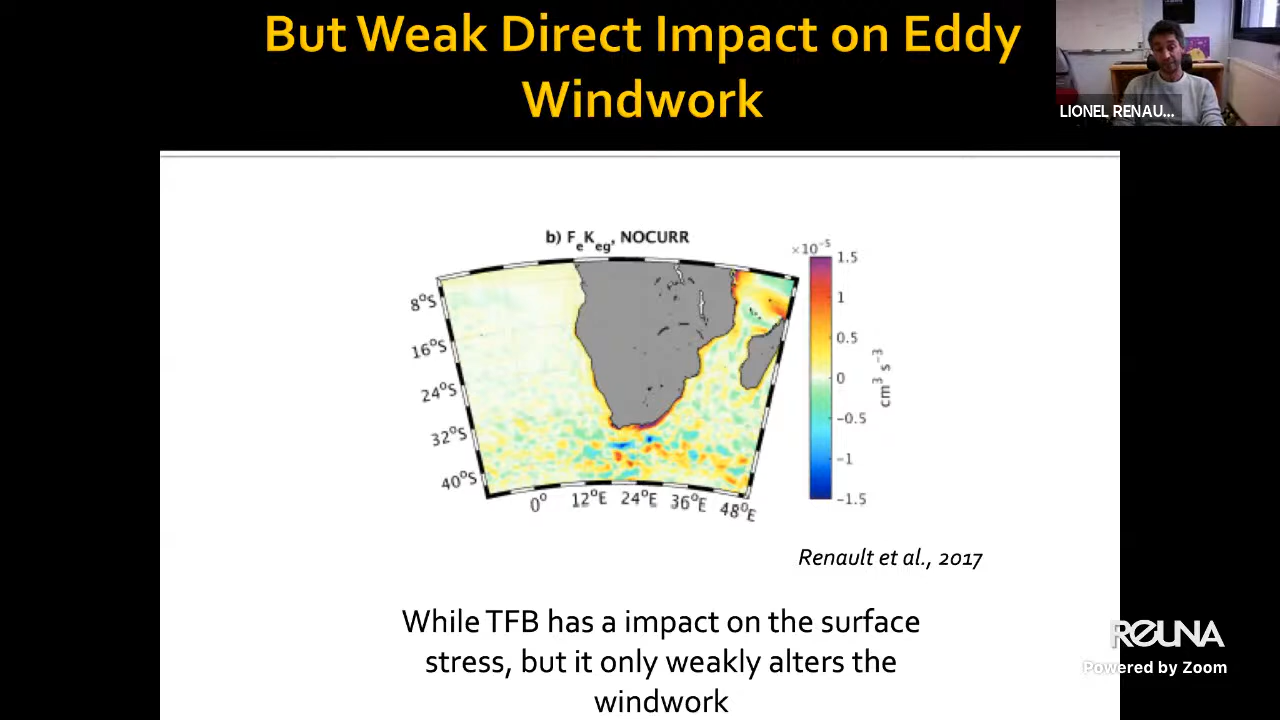 But Weak Direct Impact on Eddy
Windwork
LIONEL RENAU...
b) FeKeg, NOCURR
×10⁻⁵
1.5
1
0.5
0
−0.5
−1
−1.5
cm³ s⁻³
8°S
16°S
24°S
32°S
40°S
0°
12°E
24°E
36°E
48°E
Renault et al., 2017
While TFB has a impact on the surface
stress, but it only weakly alters the
windwork
REUNA
Powered by Zoom